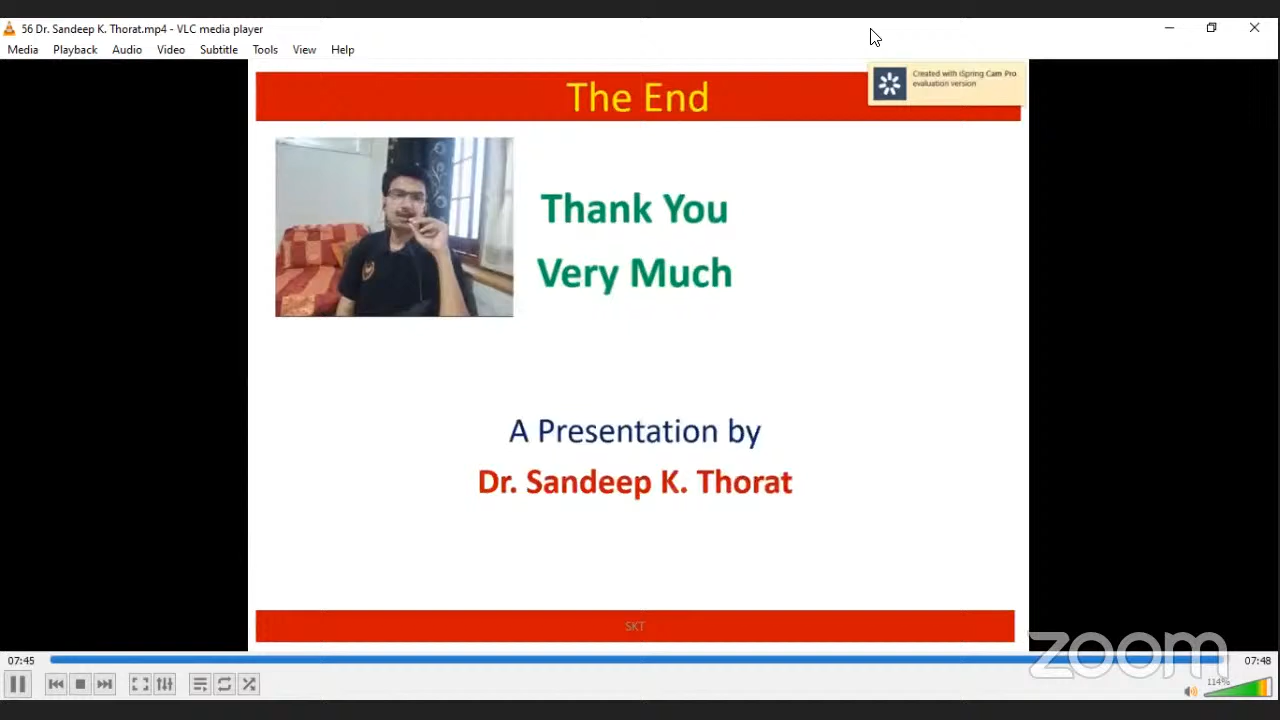 56 Dr. Sandeep K. Thorat.mp4 - VLC media player
Media Playback Audio Video Subtitle Tools View Help
Created with iSpring Cam Pro
evaluation version
The End
Thank You
Very Much
A Presentation by
Dr. Sandeep K. Thorat
SKT
zoom
07:45
07:48
114%